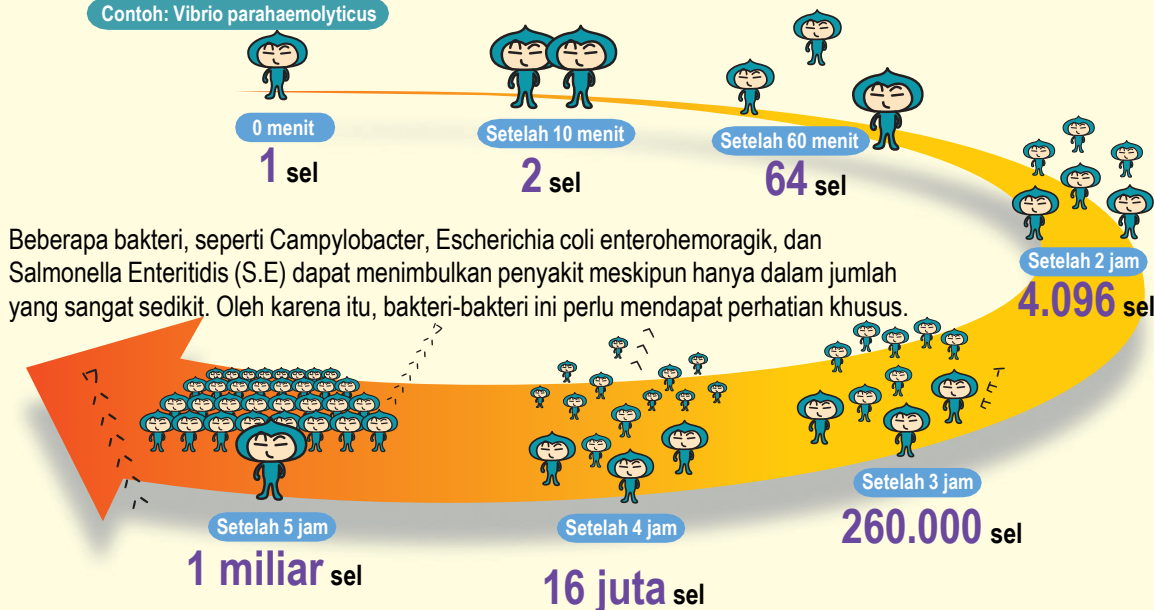 Contoh: Vibrio parahaemolyticus
0 menit
1 sel
Setelah 10 menit
2 sel
Setelah 60 menit
64 sel
Setelah 2 jam
4.096 sel
Beberapa bakteri, seperti Campylobacter, Escherichia coli enterohemoragik, dan
Salmonella Enteritidis (S.E) dapat menimbulkan penyakit meskipun hanya dalam jumlah
yang sangat sedikit. Oleh karena itu, bakteri-bakteri ini perlu mendapat perhatian khusus.
Setelah 3 jam
260.000 sel
Setelah 4 jam
16 juta sel
Setelah 5 jam
1 miliar sel